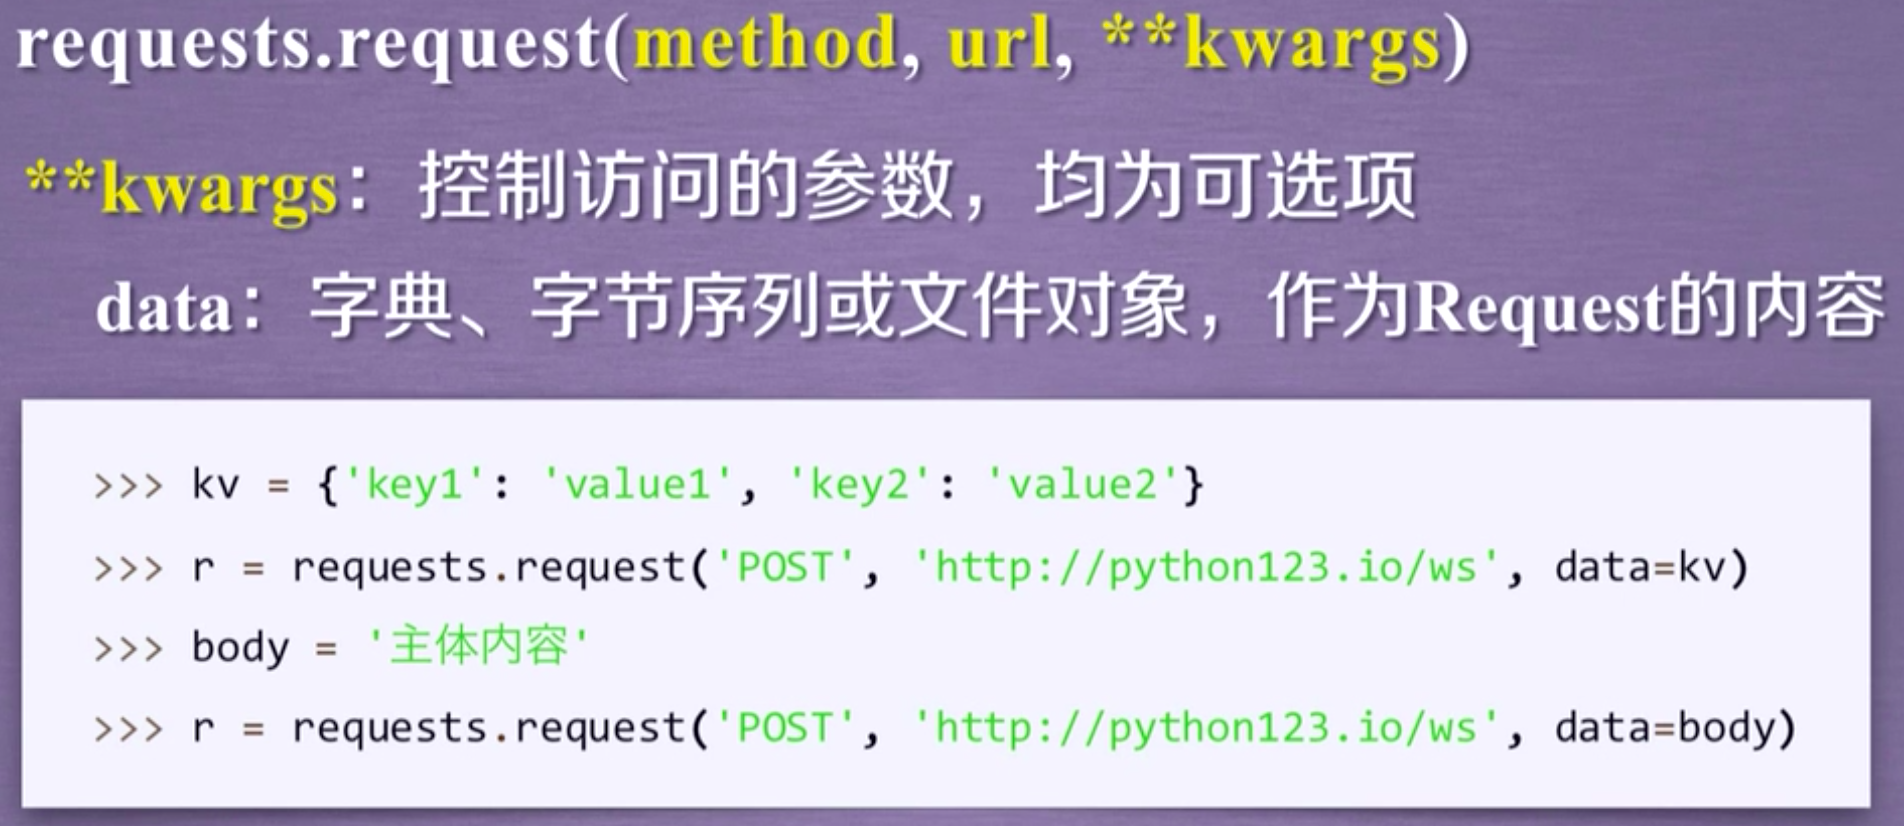 requests.request(method, url, **kwargs)
**kwargs：控制访问的参数，均为可选项
data：字典、字节序列或文件对象，作为Request的内容
>>> kv = {'key1': 'value1', 'key2': 'value2'}
>>> r = requests.request('POST', 'http://python123.io/ws', data=kv)
>>> body = '主体内容'
>>> r = requests.request('POST', 'http://python123.io/ws', data=body)